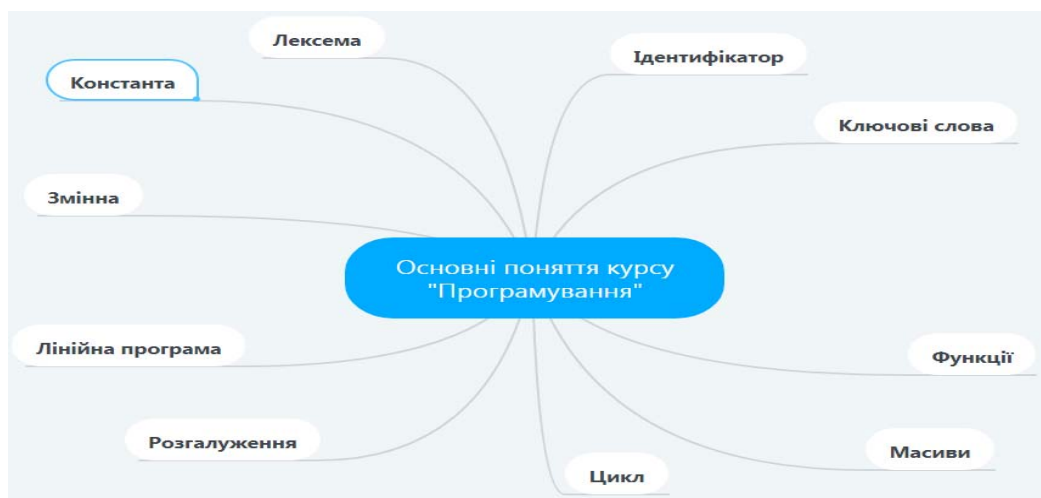 Лексема
Ідентифікатор
Константа
Ключові слова
Змінна
Основні поняття курсу
"Програмування"
Лінійна програма
Функції
Розгалуження
Масиви
Цикл